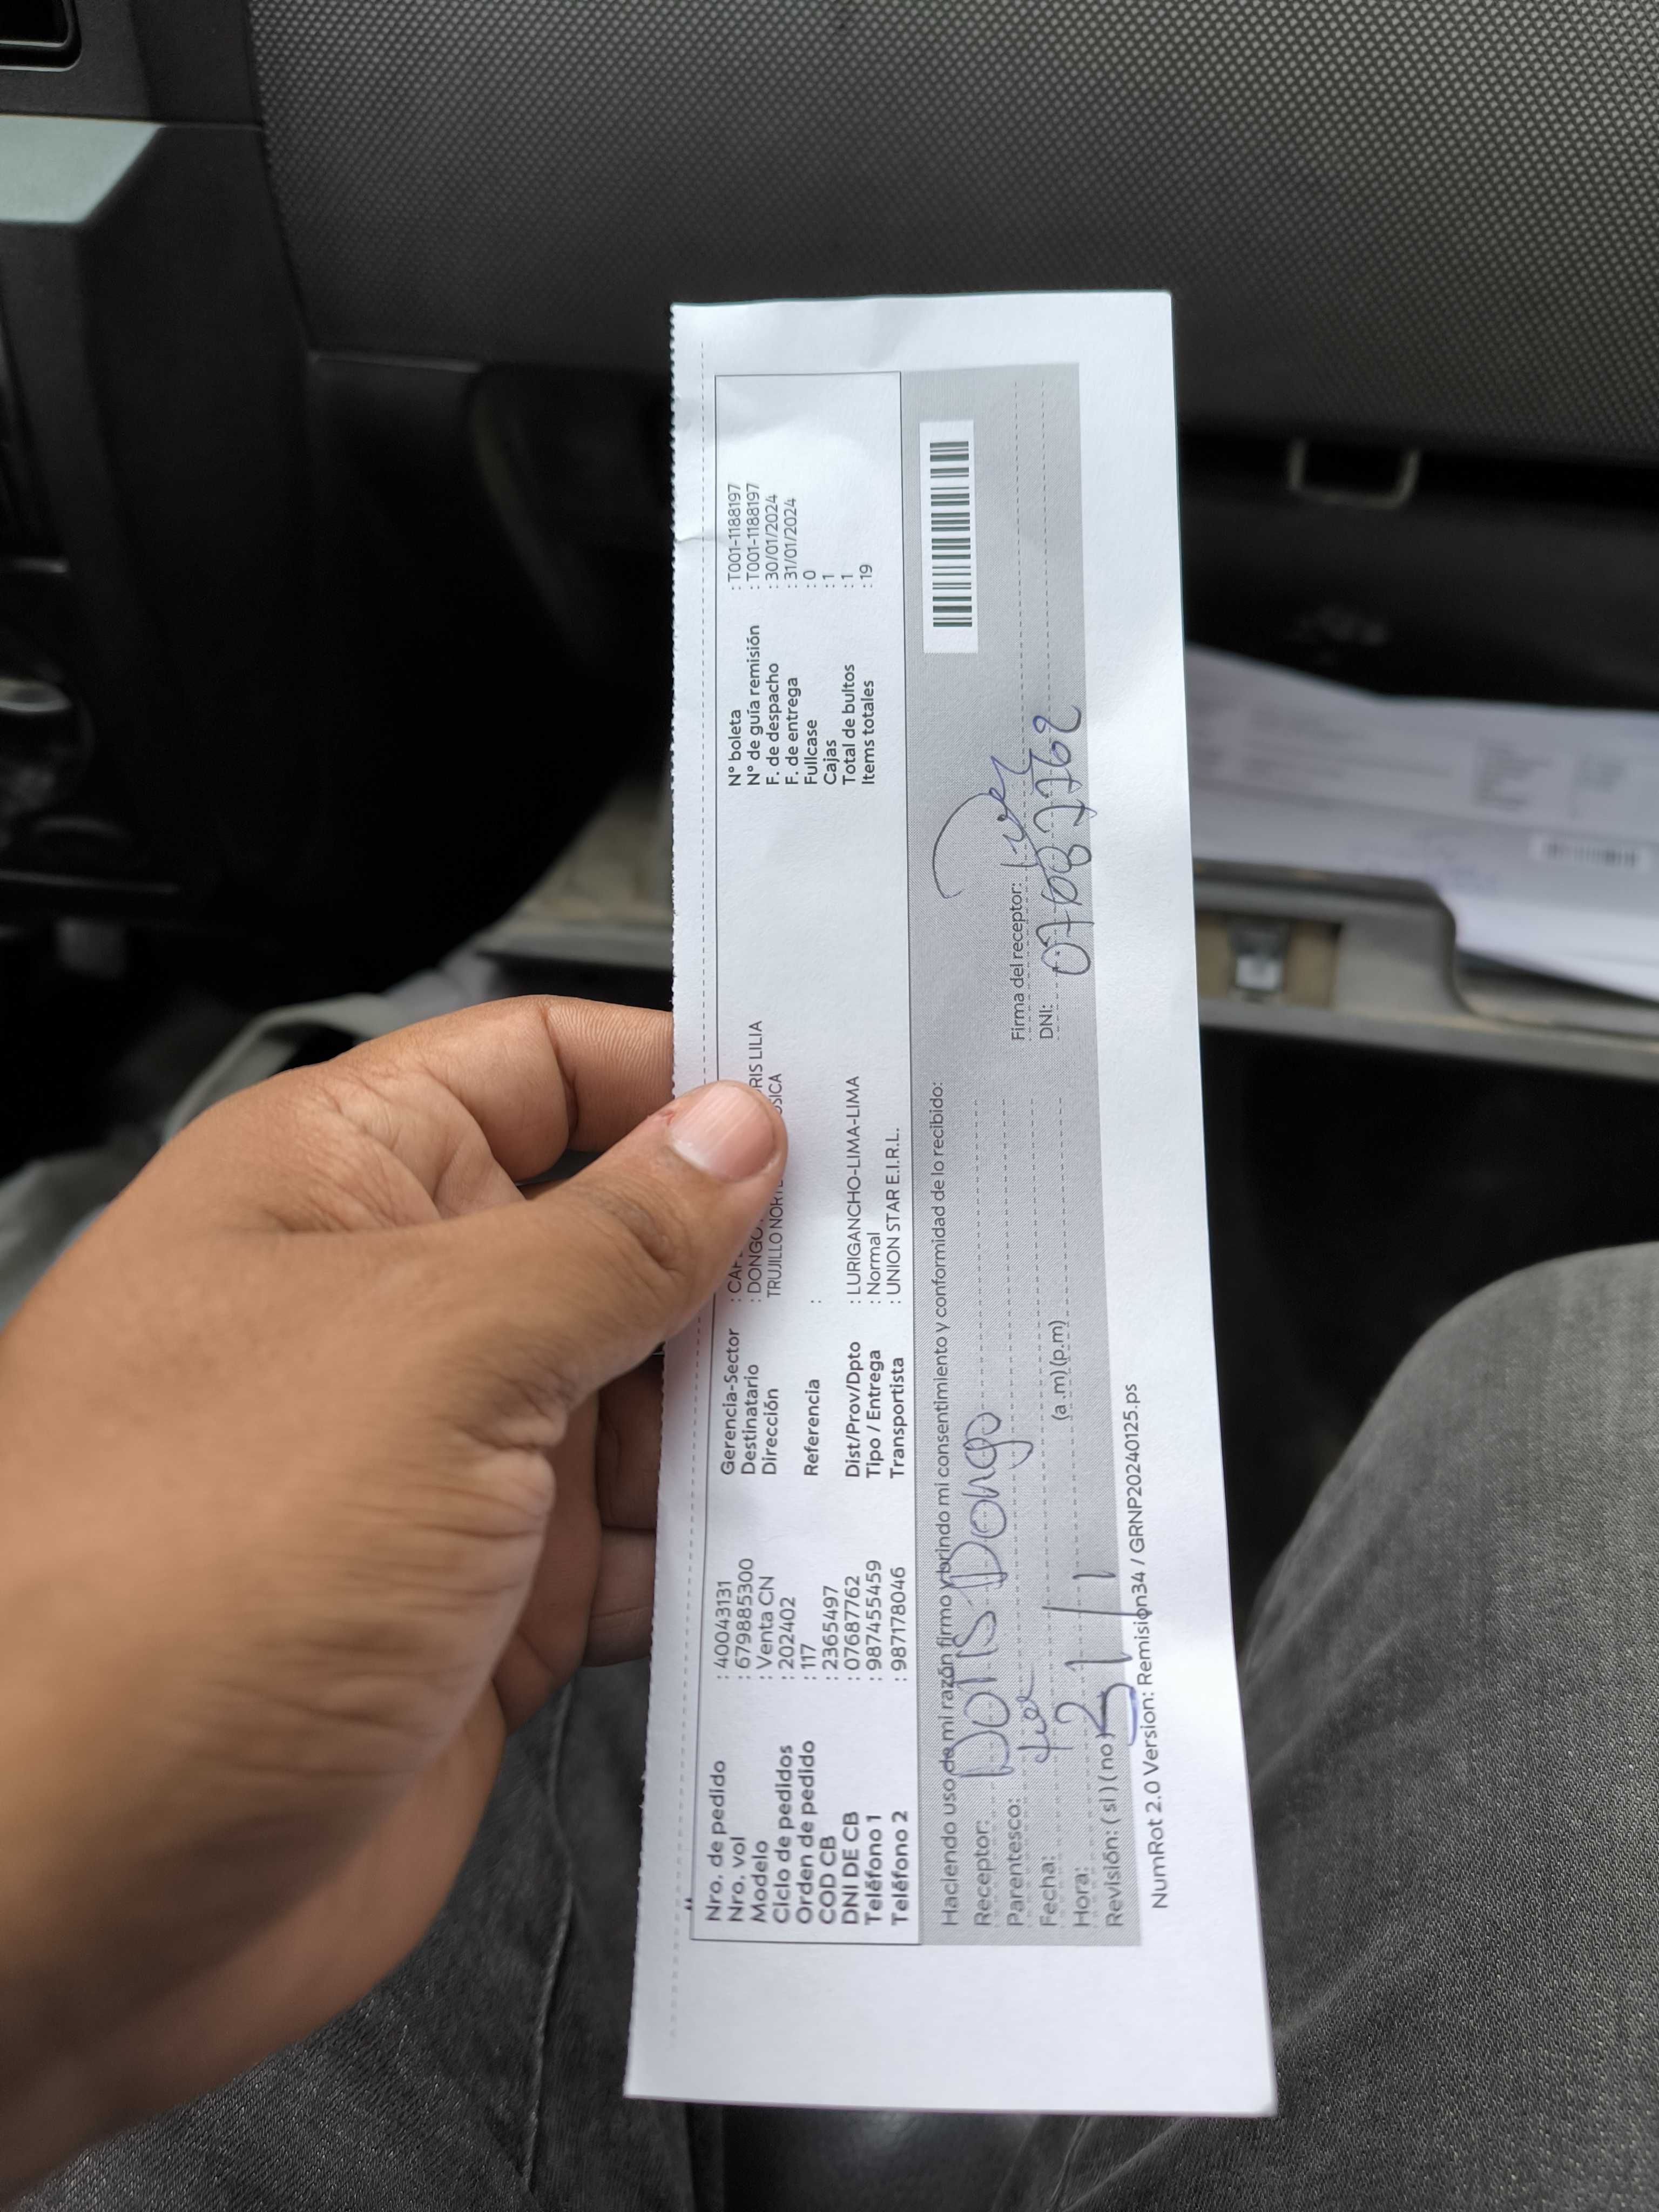 Nro. de pedido : 40043131
Nro. vol : 679885300
Modelo : Venta CN
Ciclo de pedidos : 202402
Orden de pedido : 117
COD CB : 2365497
DNI DE CB : 07687762
Teléfono 1 : 987455459
Teléfono 2 : 987178046
Gerencia-Sector :
Destinatario : DONGO RIS LILIA
Dirección TRUJILLO NORTE OSICA
Referencia :
Dist/Prov/Dpto : LURIGANCHO-LIMA-LIMA
Tipo / Entrega : Normal
Transportista : UNION STAR E.I.R.L.
N° boleta : T001-1188197
N° de guía remisión : T001-1188197
F. de despacho : 30/01/2024
F. de entrega : 31/01/2024
Fullcase : 0
Cajas : 1
Total de bultos : 1
Items totales : 19
Haciendo uso de mi razón firmo y brindo mi consentimiento y conformidad de lo recibido:
Receptor: Doris Dongo
Parentesco:
Fecha: 31 /
Hora: (a .m) (p.m)
Revisión: ( si ) ( no )
Firma del receptor:
DNI: 07687762
NumRot 2.0 Version: Remision34 / GRNP20240125.ps